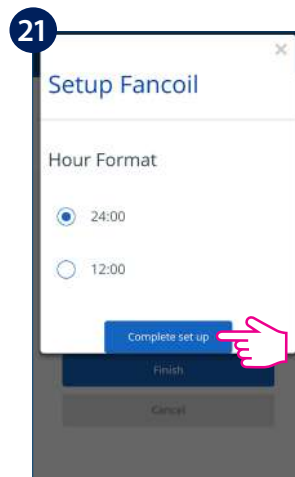 21
×
Setup Fancoil
Hour Format
24:00
12:00
Complete set up
Finish
Cancel